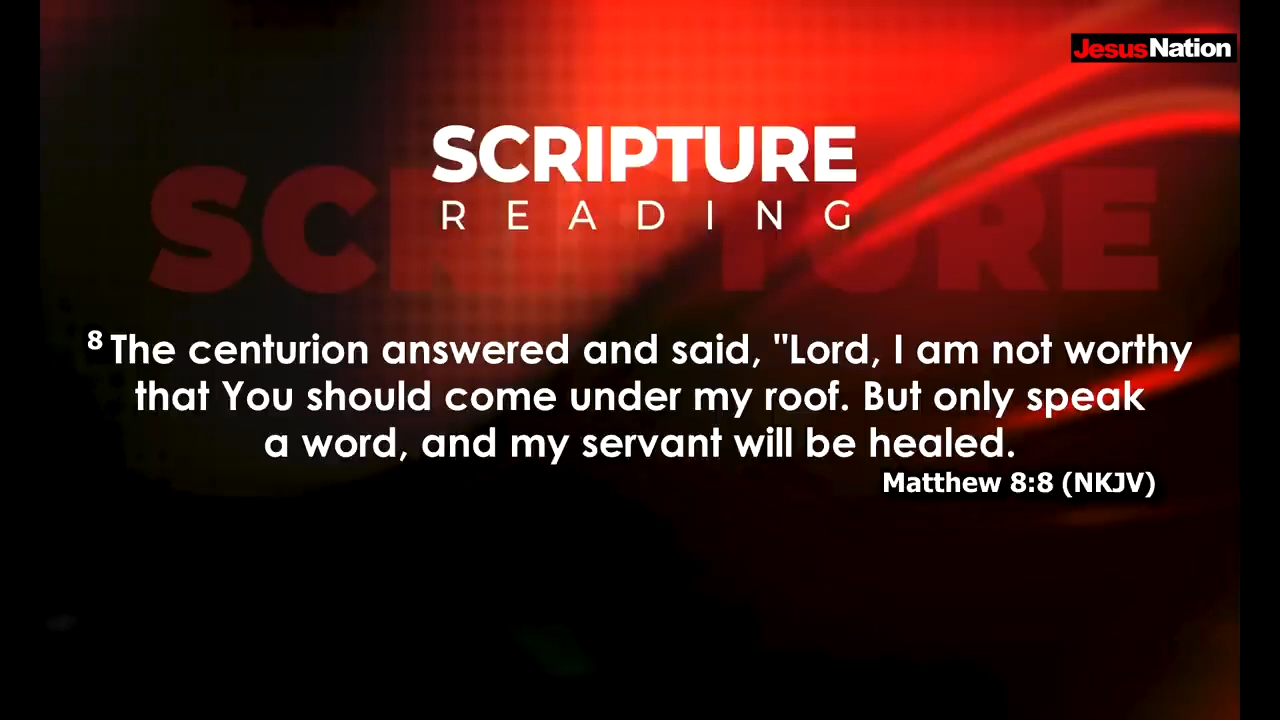 JesusNation
SCRIPTURE
READING
SCRIPTURE
8 The centurion answered and said, "Lord, I am not worthy
that You should come under my roof. But only speak
a word, and my servant will be healed.
Matthew 8:8 (NKJV)